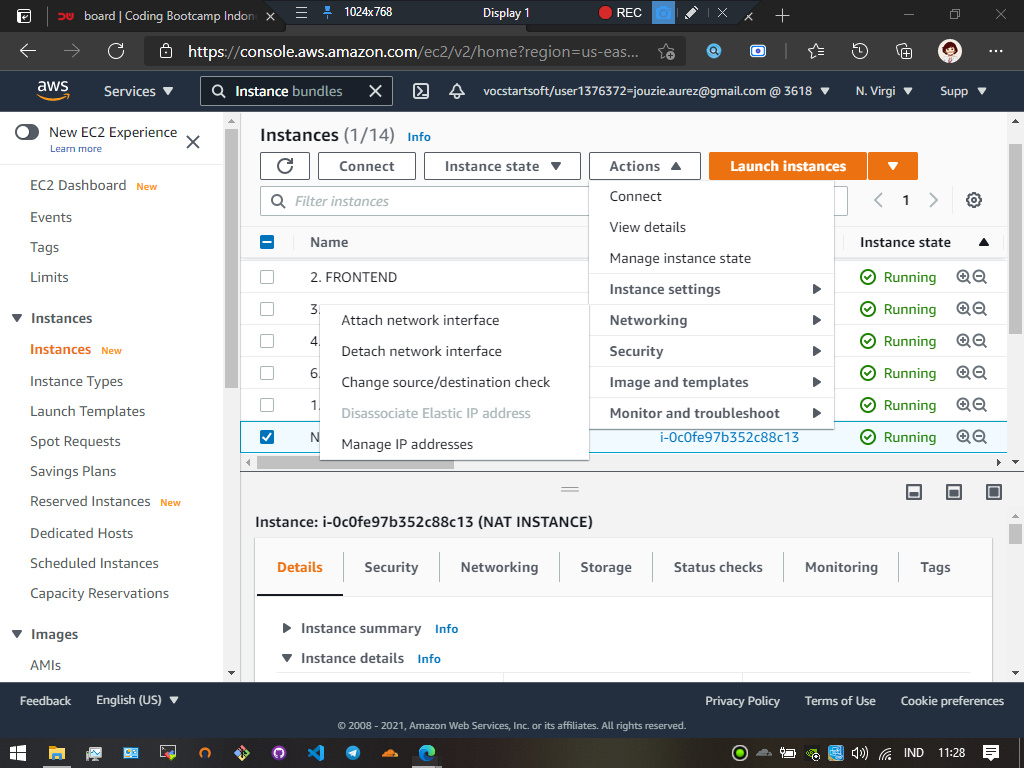 board | Coding Bootcamp Indon
1024x768
Display 1
REC
https://console.aws.amazon.com/ec2/v2/home?region=us-eas...
aws
Services
Instance bundles
vocstartsoft/user1376372=jouzie.aurez@gmail.com @ 3618
N. Virgi
Supp
New EC2 Experience
Learn more
EC2 Dashboard New
Events
Tags
Limits
Instances
Instances New
Instance Types
Launch Templates
Spot Requests
Savings Plans
Reserved Instances New
Dedicated Hosts
Scheduled Instances
Capacity Reservations
Images
AMIs
Instances (1/14) Info
Connect
Instance state
Actions
Launch instances
Filter instances
1
Name
Instance state
2. FRONTEND
Running
3.
Running
4.
Running
6.
Running
1.
Running
N
i-0c0fe97b352c88c13
Running
Connect
View details
Manage instance state
Instance settings
Networking
Security
Image and templates
Monitor and troubleshoot
Attach network interface
Detach network interface
Change source/destination check
Disassociate Elastic IP address
Manage IP addresses
Instance: i-0c0fe97b352c88c13 (NAT INSTANCE)
Details
Security
Networking
Storage
Status checks
Monitoring
Tags
Instance summary Info
Instance details Info
Feedback
English (US)
Privacy Policy
Terms of Use
Cookie preferences
© 2008 - 2021, Amazon Web Services, Inc. or its affiliates. All rights reserved.
IND
11:28